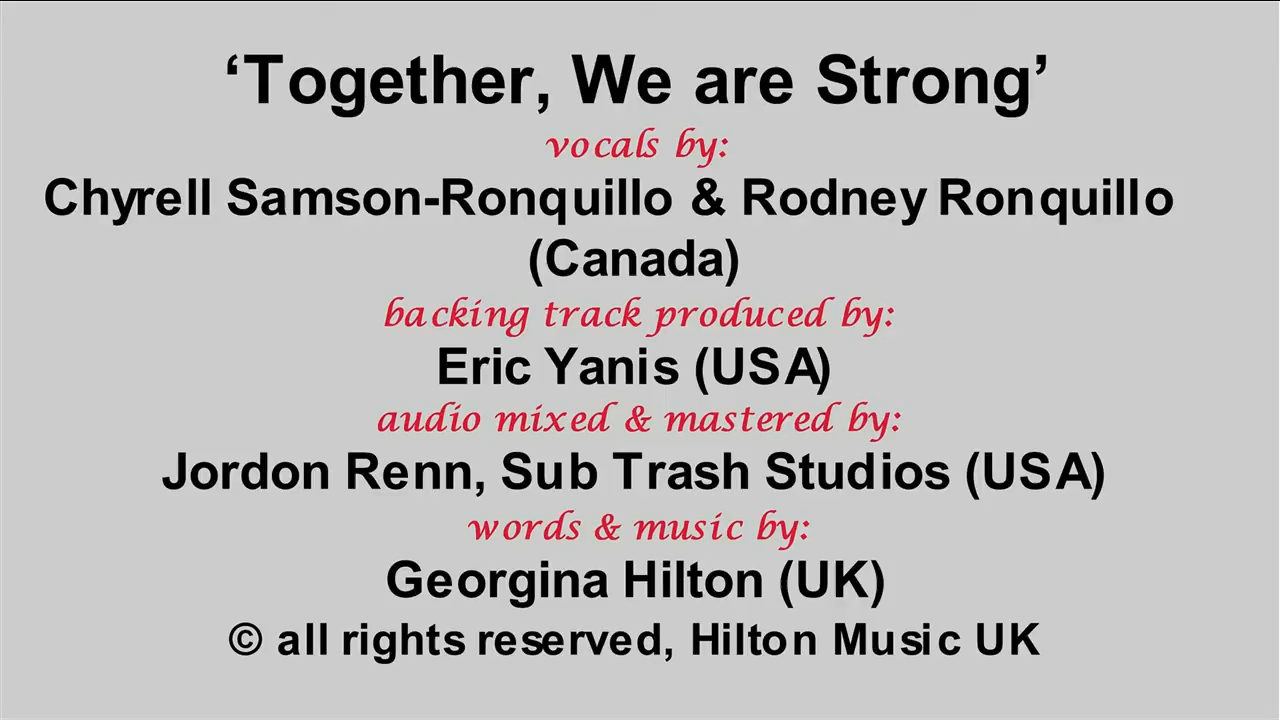 ‘Together, We are Strong’
vocals by:
Chyrell Samson-Ronquillo & Rodney Ronquillo
(Canada)
backing track produced by:
Eric Yanis (USA)
audio mixed & mastered by:
Jordon Renn, Sub Trash Studios (USA)
words & music by:
Georgina Hilton (UK)
© all rights reserved, Hilton Music UK